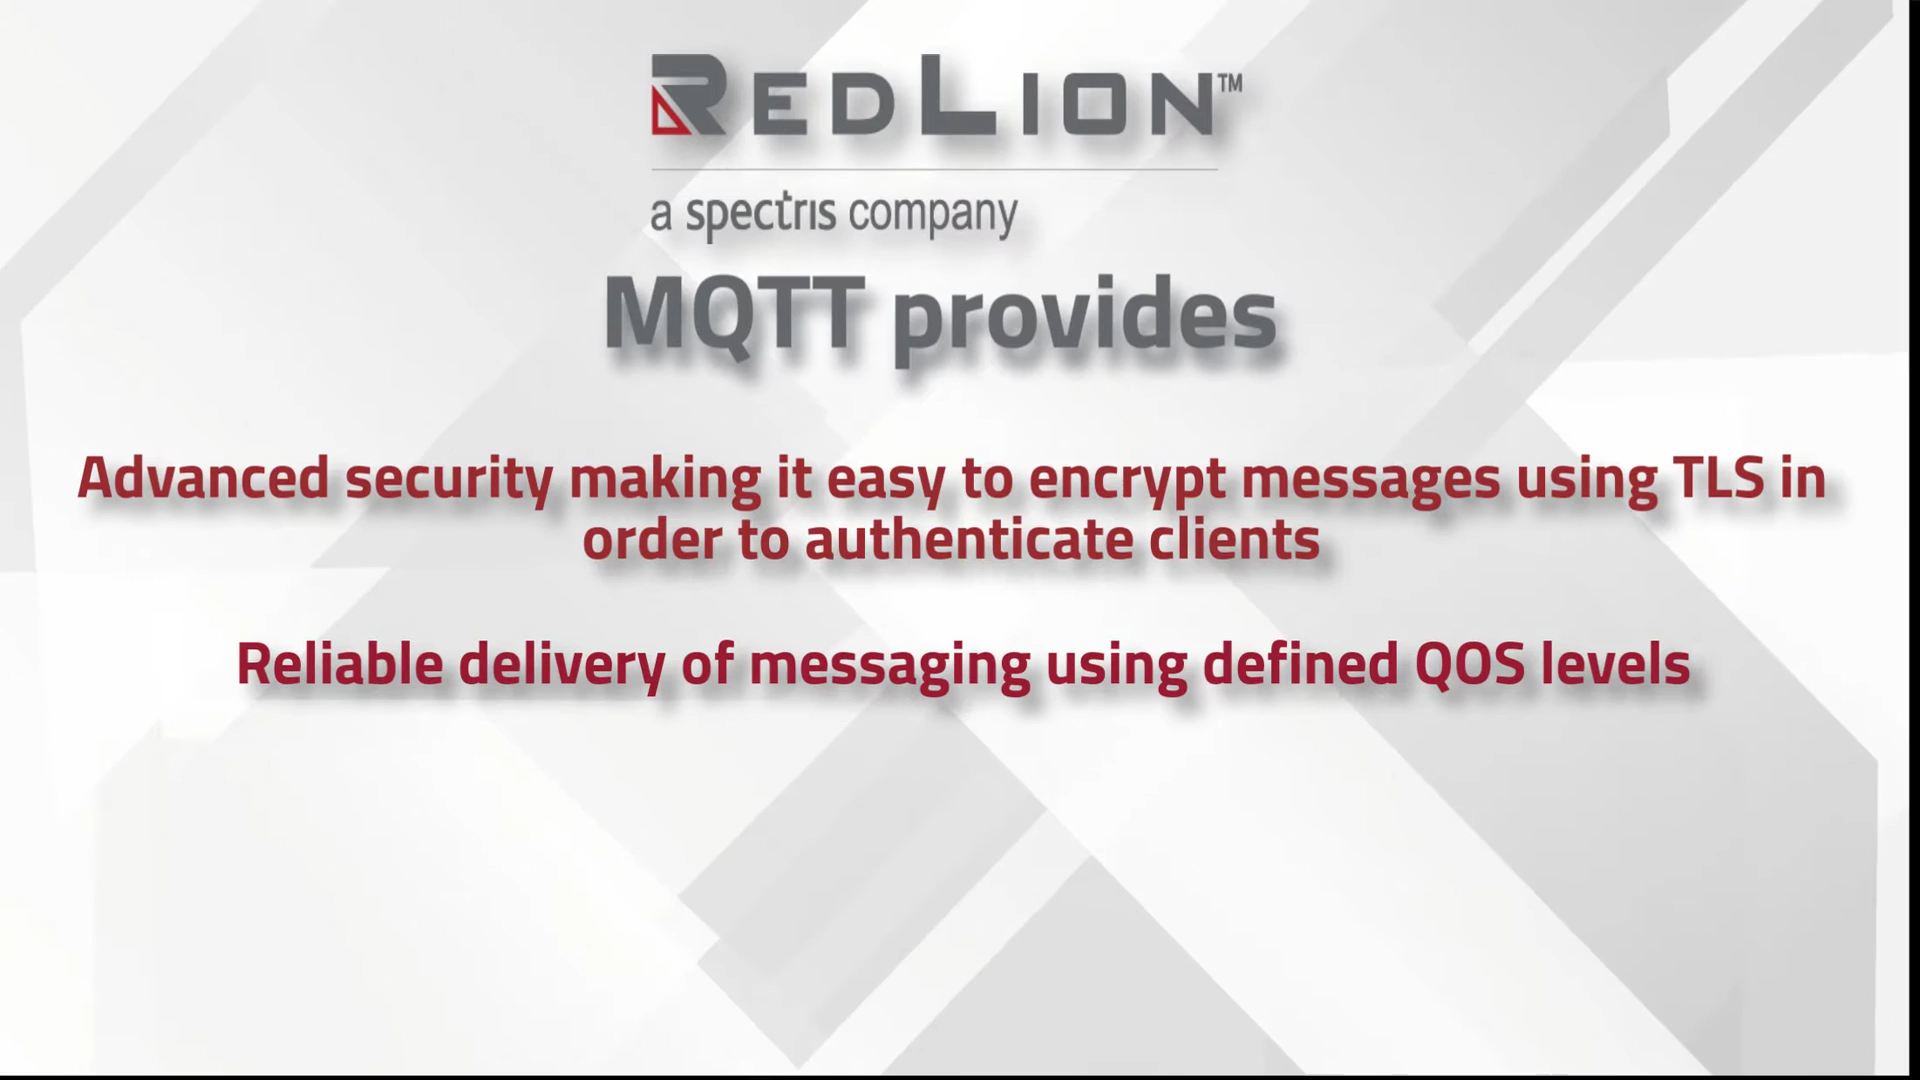 REDLION™
a spectris company
MQTT provides
Advanced security making it easy to encrypt messages using TLS in
order to authenticate clients
Reliable delivery of messaging using defined QOS levels